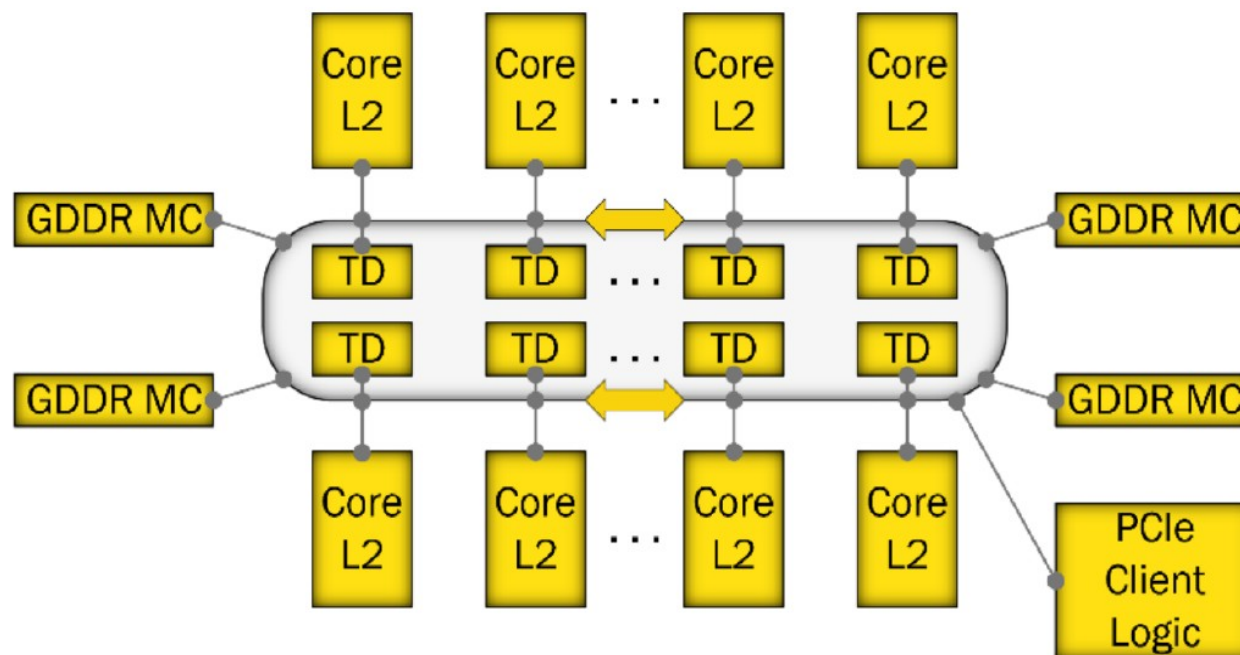 Core Core ... Core Core
L2 L2 L2 L2
GDDR MC GDDR MC
TD TD ... TD TD
TD TD ... TD TD
GDDR MC GDDR MC
Core Core ... Core Core
L2 L2 L2 L2
PCIe
Client
Logic